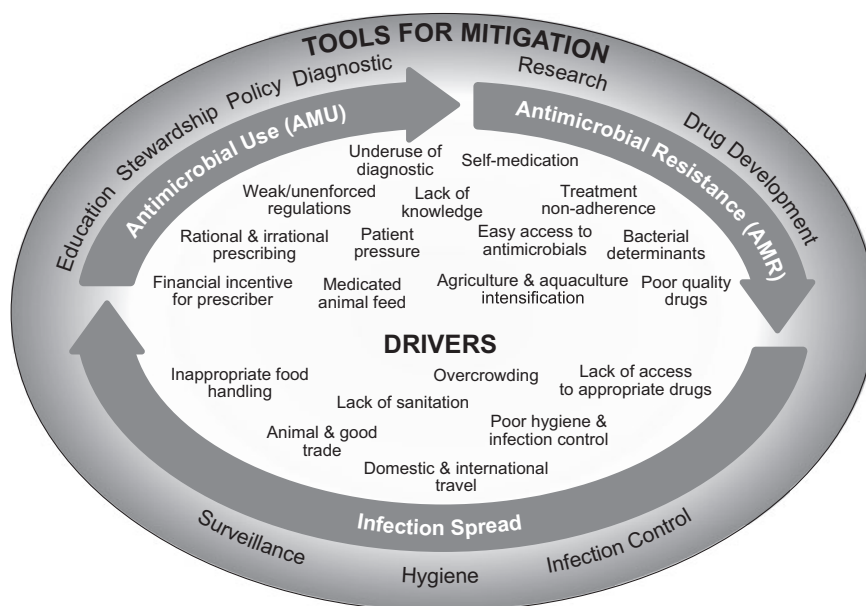 TOOLS FOR MITIGATION
Education Stewardship Policy Diagnostic
Research
Drug Development
Antimicrobial Use (AMU)
Antimicrobial Resistance (AMR)
Underuse of
diagnostic
Self-medication
Weak/unenforced
regulations
Lack of
knowledge
Treatment
non-adherence
Rational & irrational
prescribing
Patient
pressure
Easy access to
antimicrobials
Bacterial
determinants
Financial incentive
for prescriber
Medicated
animal feed
Agriculture & aquaculture
intensification
Poor quality
drugs
DRIVERS
Inappropriate food
handling
Overcrowding
Lack of access
to appropriate drugs
Lack of sanitation
Animal & good
trade
Poor hygiene &
infection control
Domestic & international
travel
Infection Spread
Surveillance
Hygiene
Infection Control